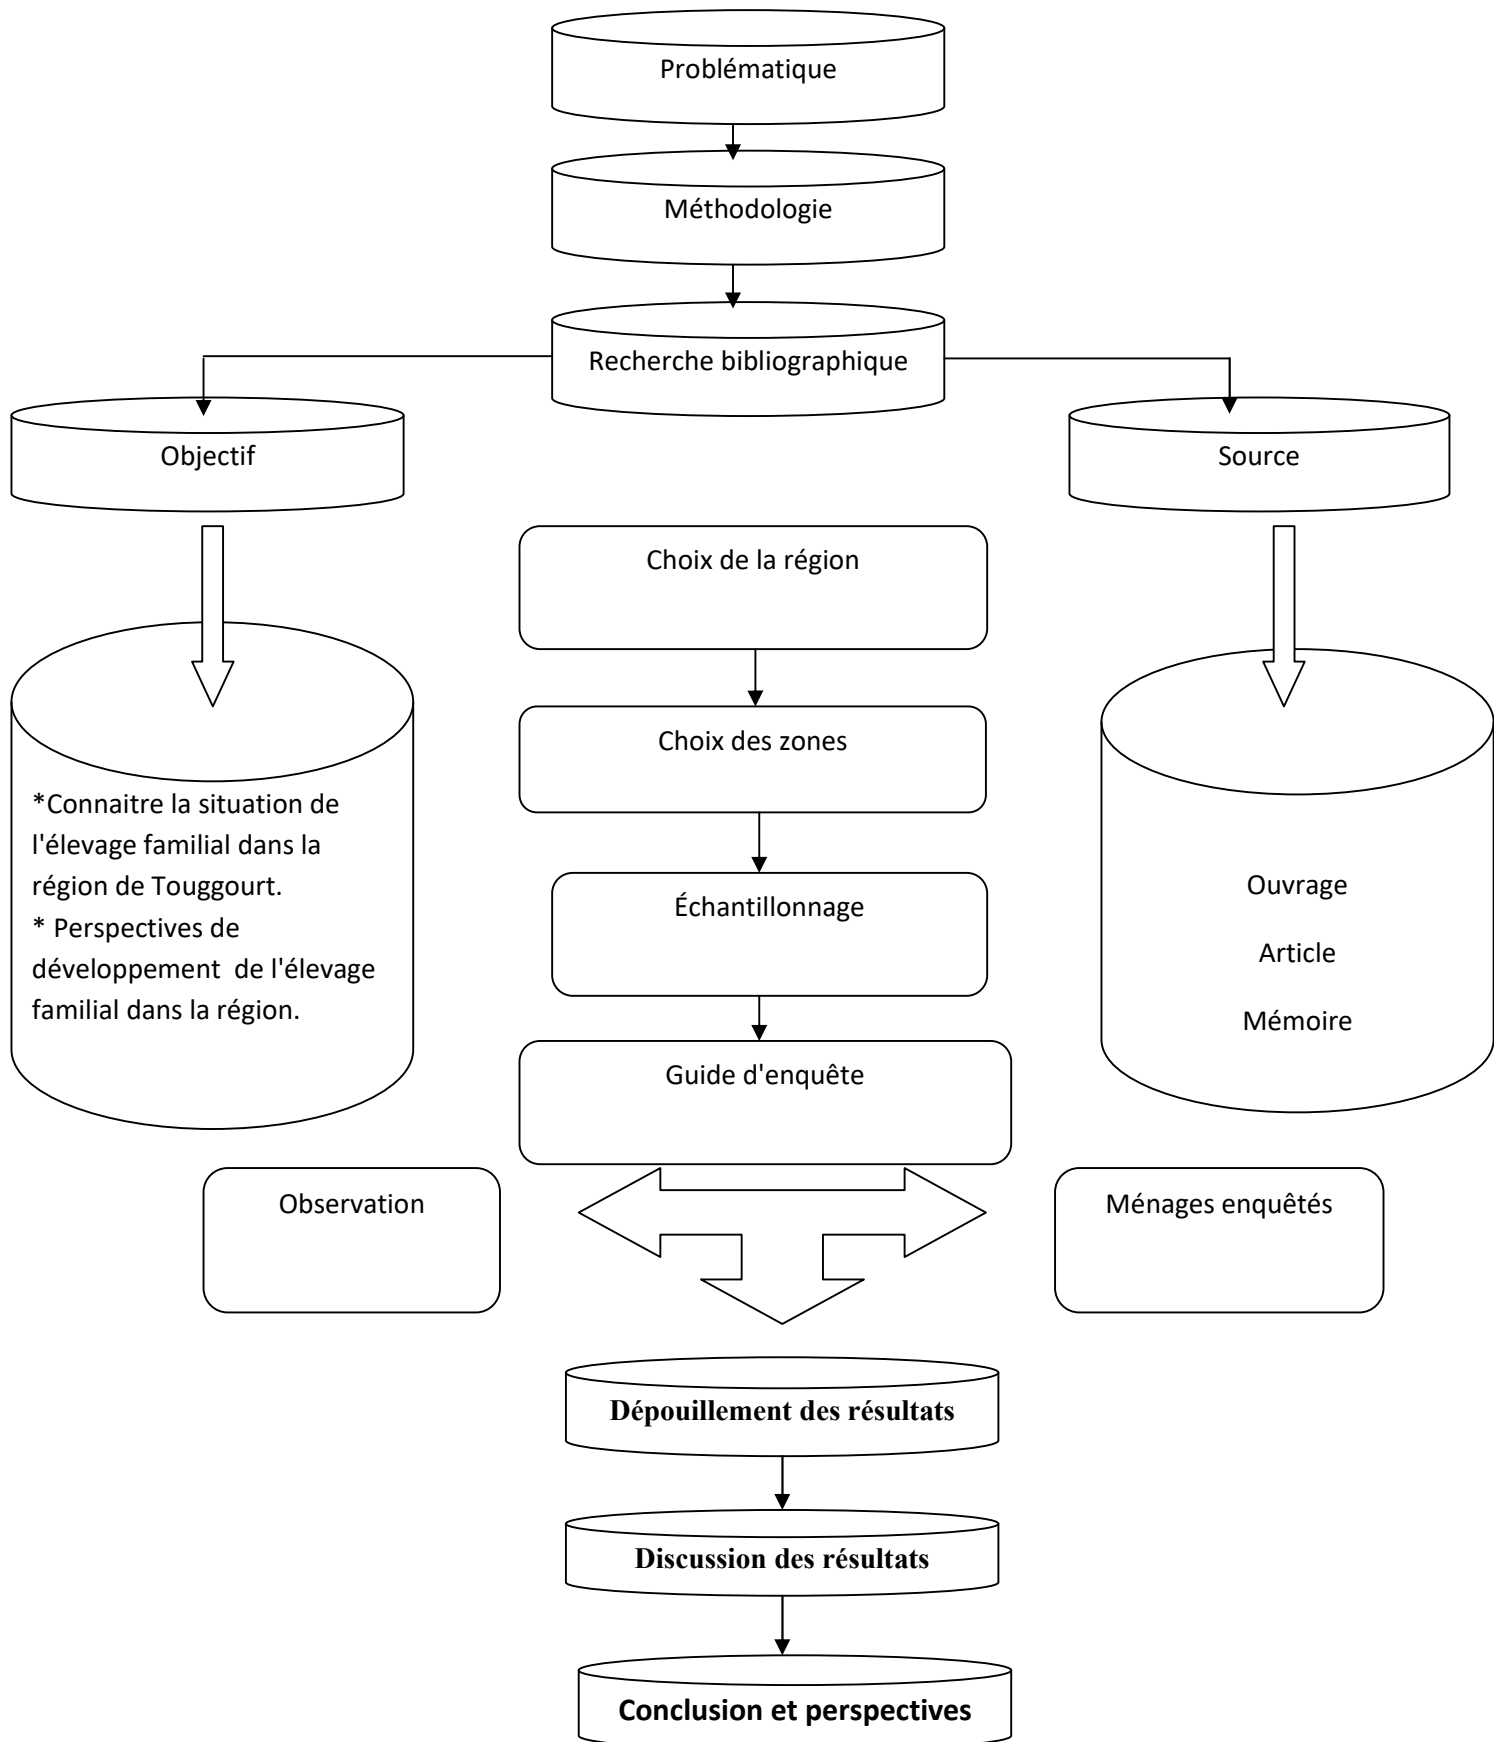 Problématique
Méthodologie
Recherche bibliographique
Objectif
Source
Choix de la région
Choix des zones
*Connaitre la situation de
l'élevage familial dans la
région de Touggourt.
* Perspectives de
développement  de l'élevage
familial dans la région.
Échantillonnage
Ouvrage
Article
Mémoire
Guide d'enquête
Observation
Ménages enquêtés
Dépouillement des résultats
Discussion des résultats
Conclusion et perspectives